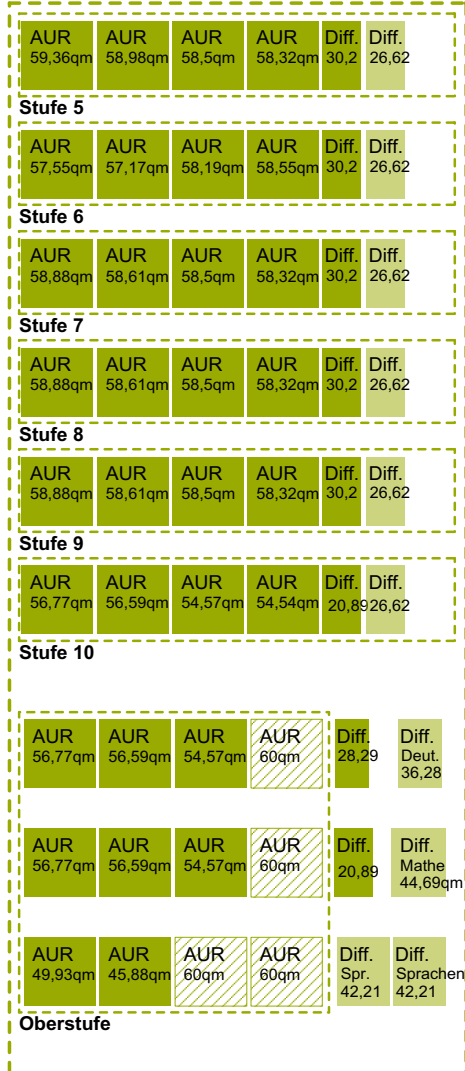 AUR AUR AUR AUR Diff. Diff.
59,36qm 58,98qm 58,5qm 58,32qm 30,2 26,62
Stufe 5
AUR AUR AUR AUR Diff. Diff.
57,55qm 57,17qm 58,19qm 58,55qm 30,2 26,62
Stufe 6
AUR AUR AUR AUR Diff. Diff.
58,88qm 58,61qm 58,5qm 58,32qm 30,2 26,62
Stufe 7
AUR AUR AUR AUR Diff. Diff.
58,88qm 58,61qm 58,5qm 58,32qm 30,2 26,62
Stufe 8
AUR AUR AUR AUR Diff. Diff.
58,88qm 58,61qm 58,5qm 58,32qm 30,2 26,62
Stufe 9
AUR AUR AUR AUR Diff. Diff.
56,77qm 56,59qm 54,57qm 54,54qm 20,89 26,62
Stufe 10
AUR AUR AUR AUR Diff. Diff.
56,77qm 56,59qm 54,57qm 60qm 28,29 Deut.
36,28
AUR AUR AUR AUR Diff. Diff.
56,77qm 56,59qm 54,57qm 60qm 20,89 Mathe
44,69qm
AUR AUR AUR AUR Diff. Diff.
49,93qm 45,88qm 60qm 60qm Spr. Sprachen
42,21 42,21
Oberstufe